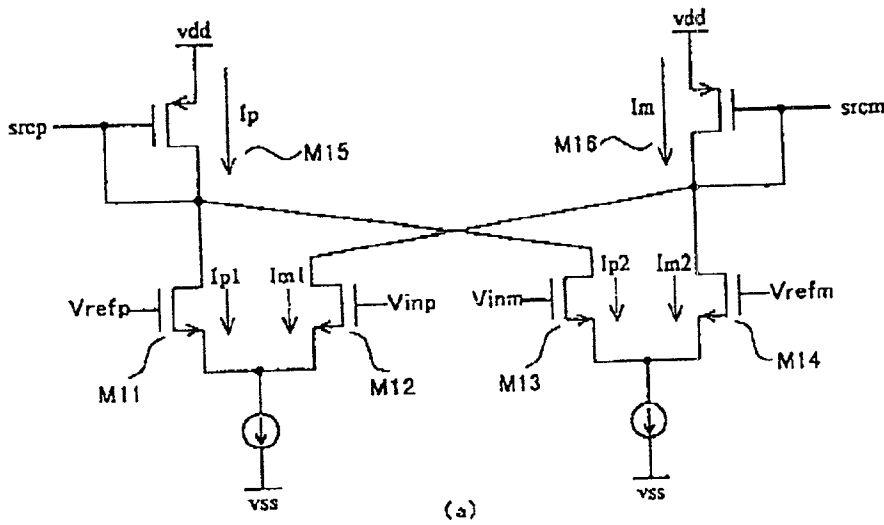 vdd
vdd
srcp
Ip
M15
Im
M16
srcm
Ip1
Im1
Ip2
Im2
Vrefp
Vinp
Vinm
Vrefm
M11
M12
M13
M14
vss
vss
(a)